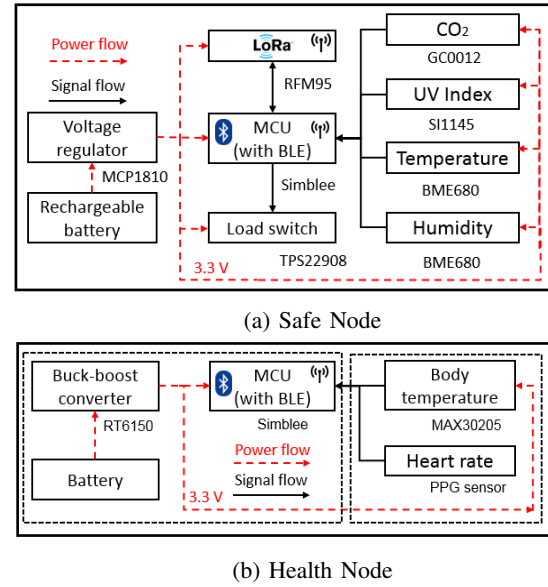 Power flow
Signal flow
Voltage
regulator
MCP1810
Rechargeable
battery
LoRa
RFM95
MCU
(with BLE)
Simblee
Load switch
TPS22908
3.3 V
CO2
GC0012
UV Index
SI1145
Temperature
BME680
Humidity
BME680
(a) Safe Node
Buck-boost
converter
RT6150
Battery
3.3 V
MCU
(with BLE)
Simblee
Power flow
Signal flow
Body
temperature
MAX30205
Heart rate
PPG sensor
(b) Health Node